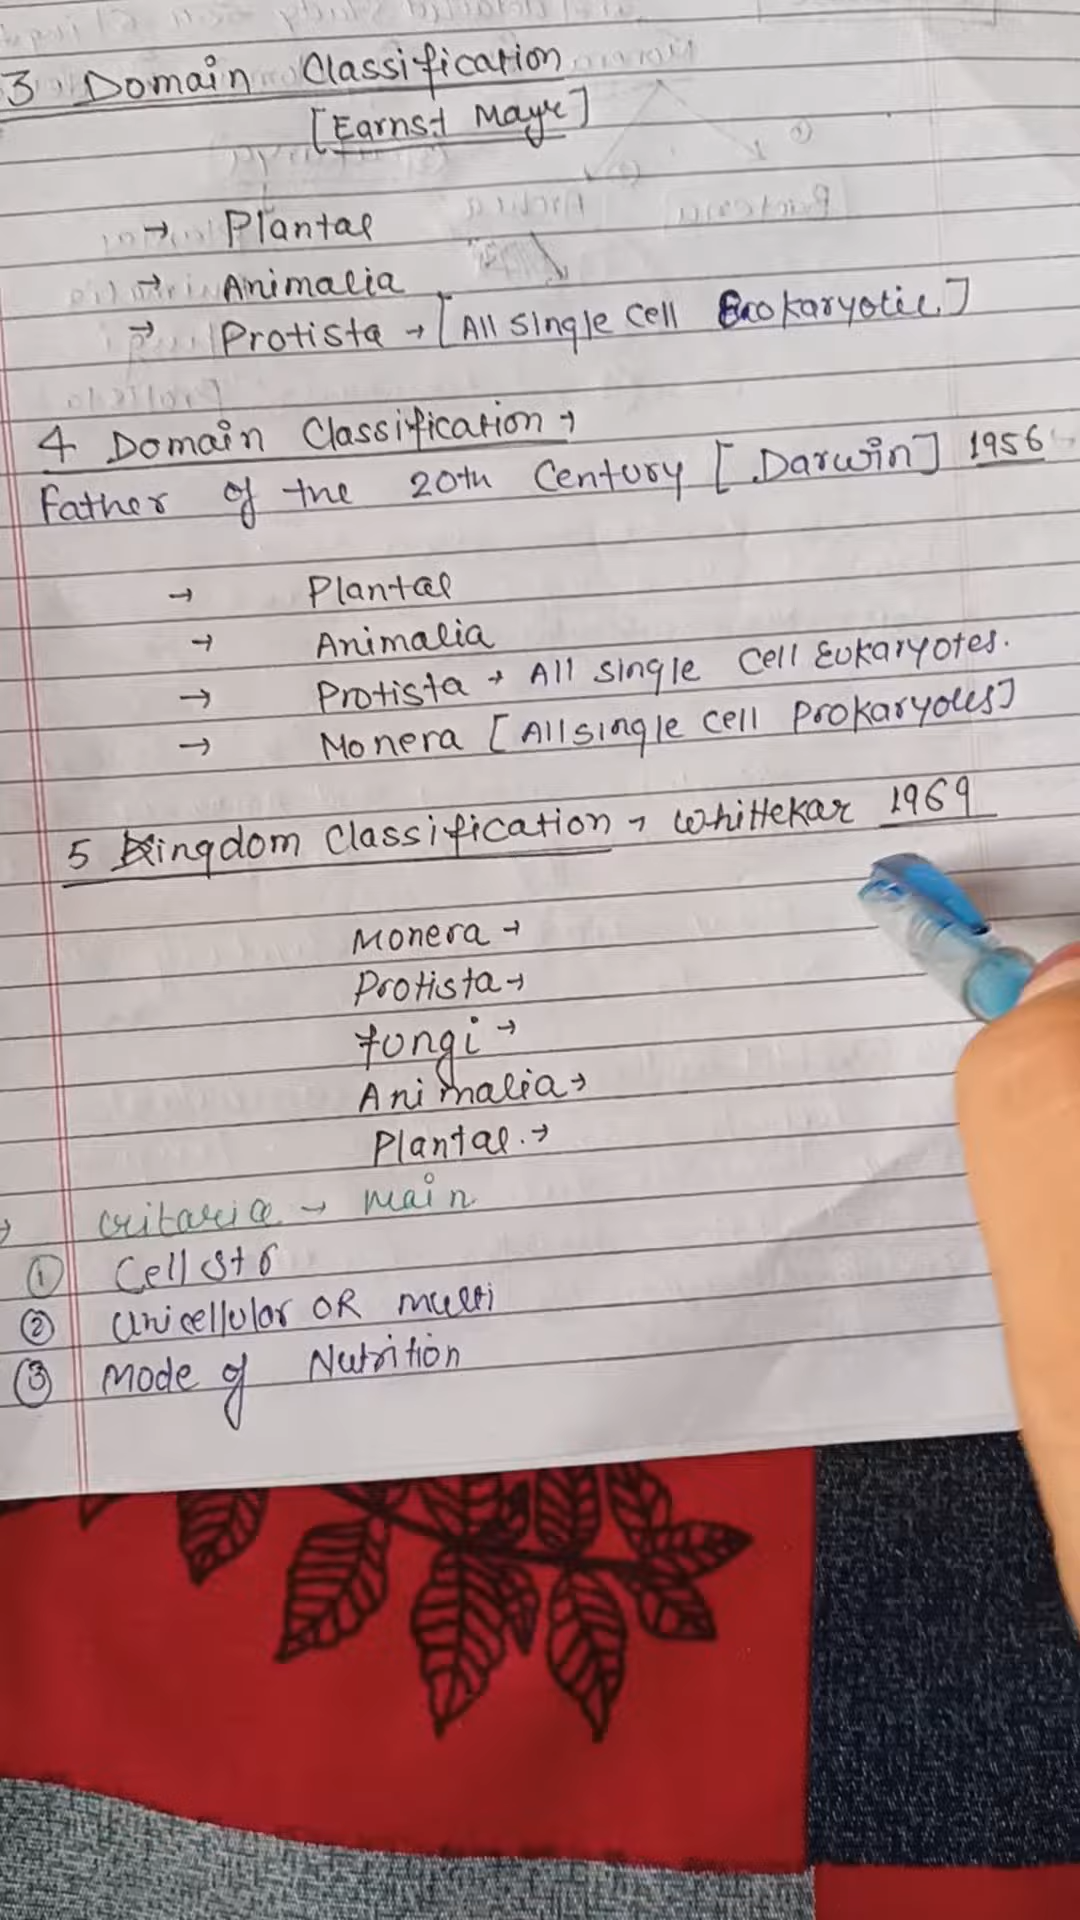 3 Domain Classification
[Earnst Mayr]
→ Plantae
→ Animalia
→ Protista → [All single cell Eukaryotic]
4 Domain Classification →
Father of the 20th Century [Darwin] 1956
→ Plantae
→ Animalia
→ Protista → All single cell Eukaryotes.
→ Monera [All single cell Prokaryotes]
5 Kingdom Classification → Whittekar 1969
Monera →
Protista →
fungi →
Animalia →
Plantae. →
→ critaria → main
① Cell str
② Unicellular OR multi
③ Mode of Nutrition